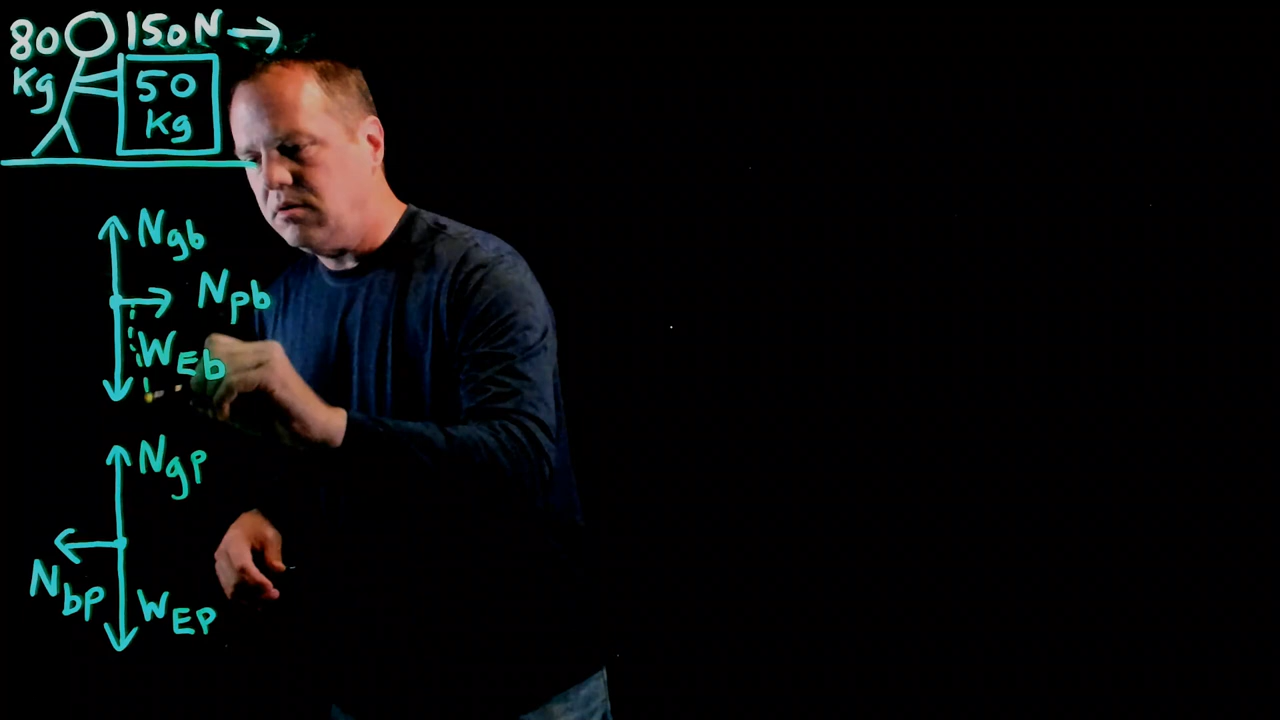 80 150N →
Kg 50
Kg
Ngb
Npb
WEb
Ngp
Nbp WEp